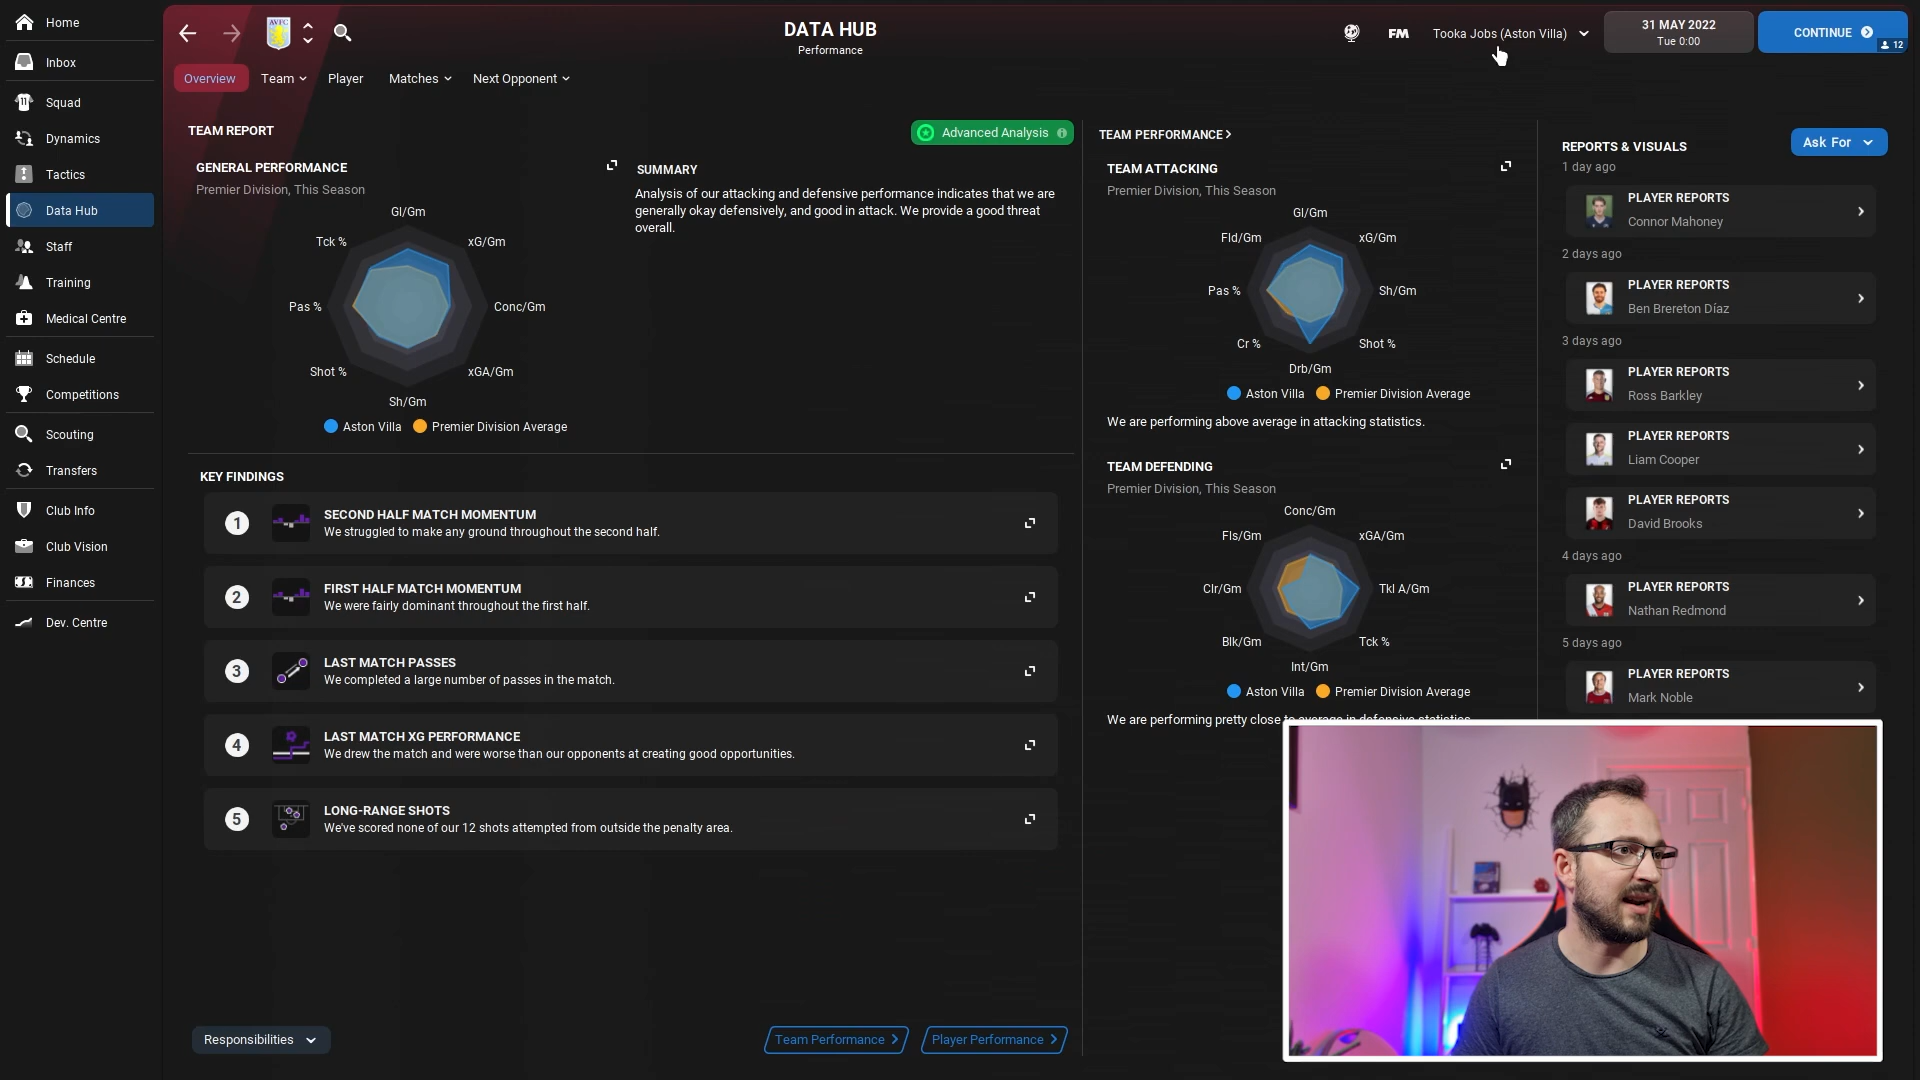 Home
Inbox
Squad
Dynamics
Tactics
Data Hub
Staff
Training
Medical Centre
Schedule
Competitions
Scouting
Transfers
Club Info
Club Vision
Finances
Dev. Centre
AVFC
DATA HUB
Performance
FM
Tooka Jobs (Aston Villa)
31 MAY 2022
Tue 0:00
CONTINUE
12
Overview
Team
Player
Matches
Next Opponent
TEAM REPORT
Advanced Analysis
GENERAL PERFORMANCE
Premier Division, This Season
Gl/Gm
Tck %
xG/Gm
Pas %
Conc/Gm
Shot %
xGA/Gm
Sh/Gm
Aston Villa
Premier Division Average
SUMMARY
Analysis of our attacking and defensive performance indicates that we are
generally okay defensively, and good in attack. We provide a good threat
overall.
KEY FINDINGS
1
SECOND HALF MATCH MOMENTUM
We struggled to make any ground throughout the second half.
2
FIRST HALF MATCH MOMENTUM
We were fairly dominant throughout the first half.
3
LAST MATCH PASSES
We completed a large number of passes in the match.
4
LAST MATCH XG PERFORMANCE
We drew the match and were worse than our opponents at creating good opportunities.
5
LONG-RANGE SHOTS
We've scored none of our 12 shots attempted from outside the penalty area.
Responsibilities
Team Performance
Player Performance
TEAM PERFORMANCE
TEAM ATTACKING
Premier Division, This Season
Gl/Gm
Fld/Gm
xG/Gm
Pas %
Sh/Gm
Cr %
Shot %
Drb/Gm
Aston Villa
Premier Division Average
We are performing above average in attacking statistics.
TEAM DEFENDING
Premier Division, This Season
Conc/Gm
Fls/Gm
xGA/Gm
Clr/Gm
Tkl A/Gm
Blk/Gm
Tck %
Int/Gm
Aston Villa
Premier Division Average
We are performing pretty close to average in defensive statistics.
REPORTS & VISUALS
Ask For
1 day ago
PLAYER REPORTS
Connor Mahoney
2 days ago
PLAYER REPORTS
Ben Brereton Díaz
3 days ago
PLAYER REPORTS
Ross Barkley
PLAYER REPORTS
Liam Cooper
PLAYER REPORTS
David Brooks
4 days ago
PLAYER REPORTS
Nathan Redmond
5 days ago
PLAYER REPORTS
Mark Noble